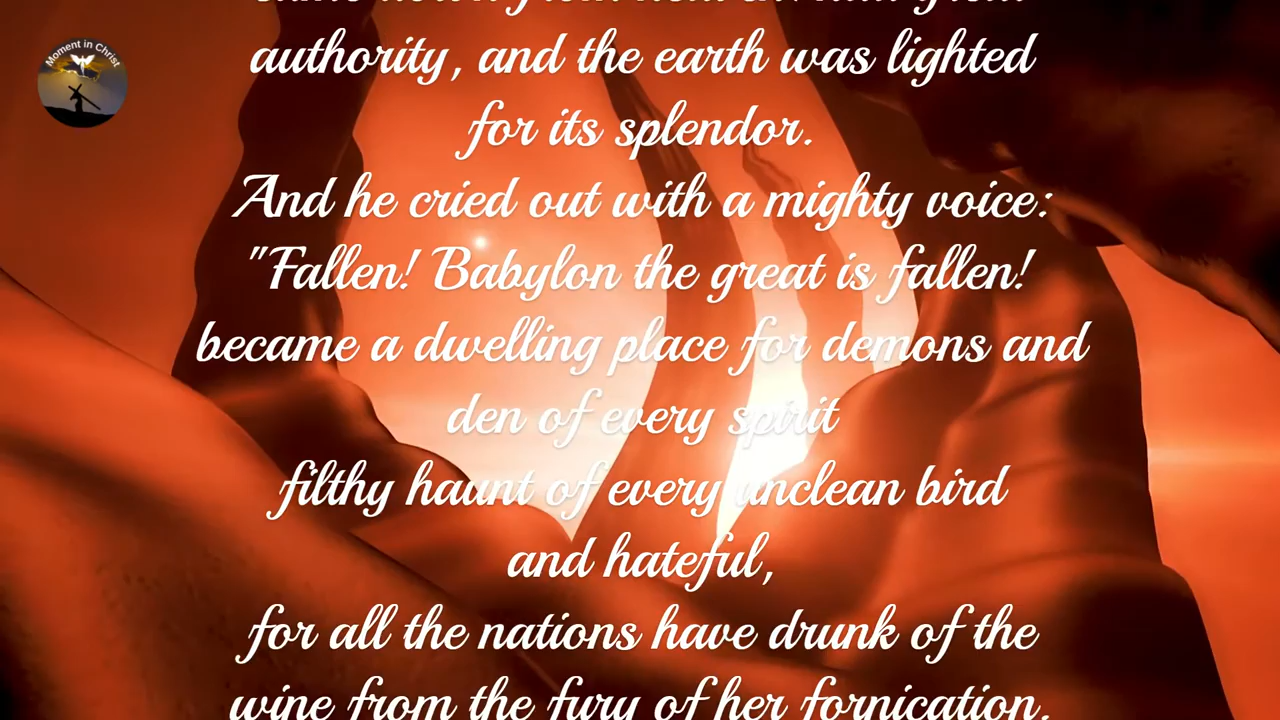 Moment in Christ
authority, and the earth was lighted
for its splendor.
And he cried out with a mighty voice:
"Fallen! Babylon the great is fallen!
became a dwelling place for demons and
den of every spirit
filthy haunt of every unclean bird
and hateful,
for all the nations have drunk of the
wine from the fury of her fornication.